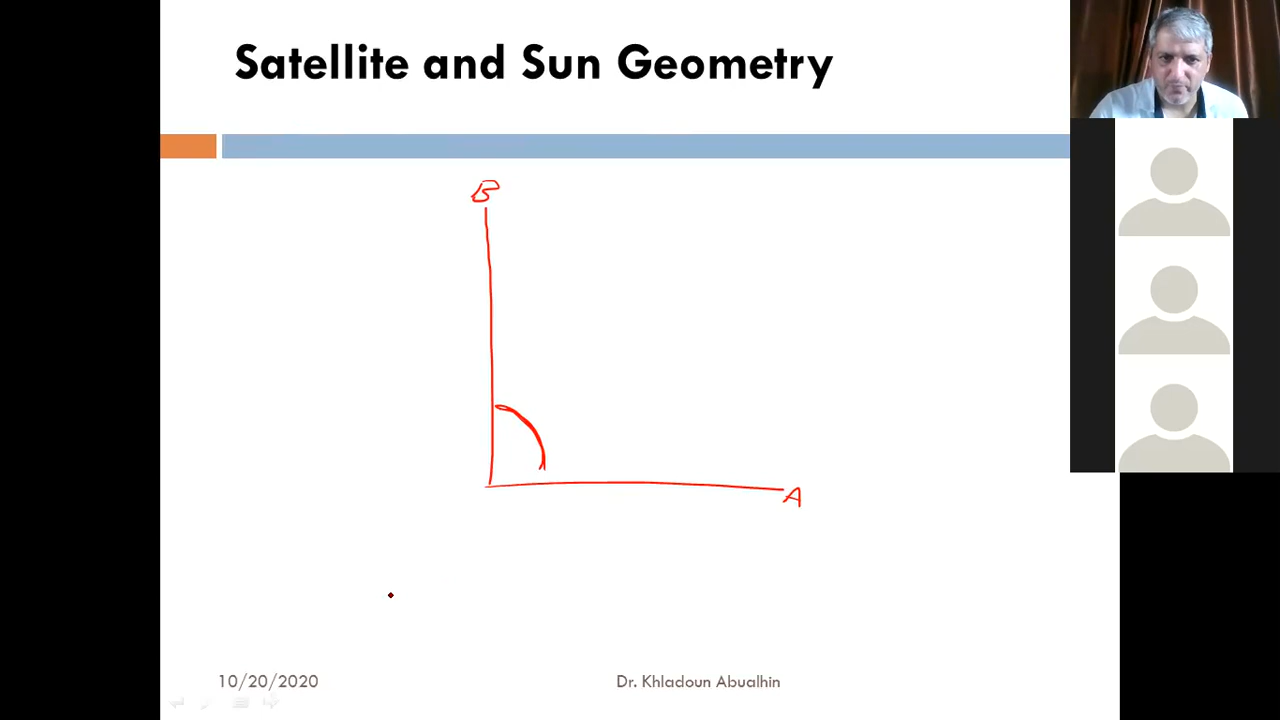 Satellite and Sun Geometry
B
A
10/20/2020
Dr. Khladoun Abualhin